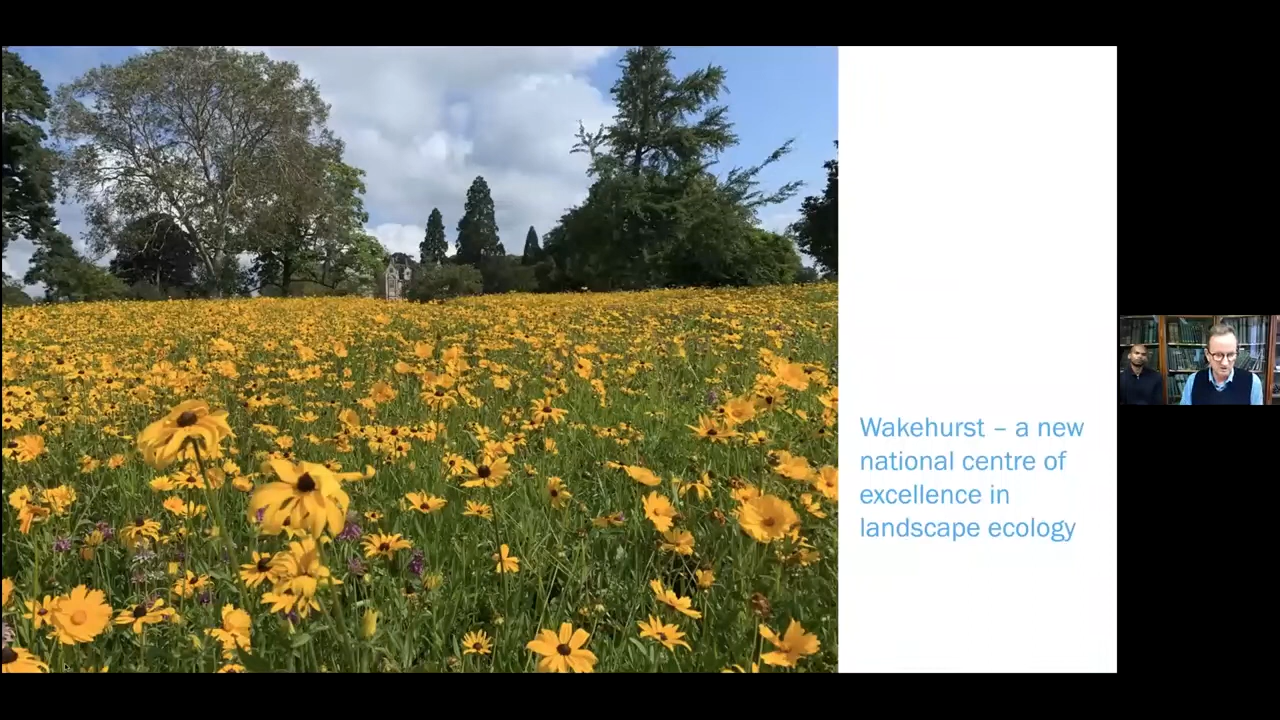 Wakehurst – a new
national centre of
excellence in
landscape ecology